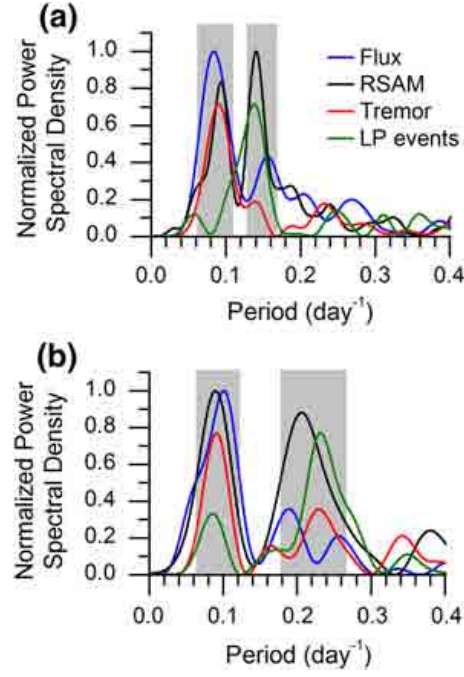 (a)
1.0
0.8
0.6
0.4
0.2
0.0
Normalized Power
Spectral Density
Flux
RSAM
Tremor
LP events
0.0 0.1 0.2 0.3 0.4
Period (day⁻¹)
(b)
1.0
0.8
0.6
0.4
0.2
0.0
Normalized Power
Spectral Density
0.0 0.1 0.2 0.3 0.4
Period (day⁻¹)